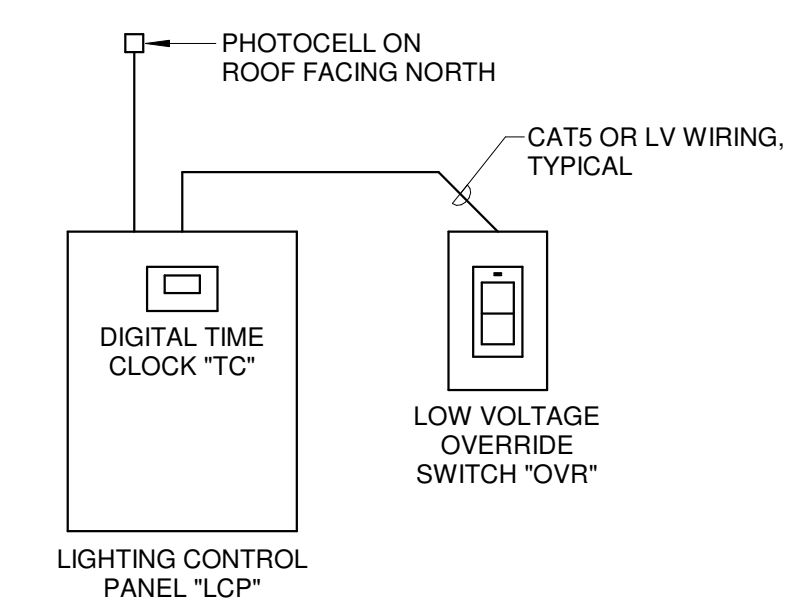 PHOTOCELL ON
ROOF FACING NORTH
CAT5 OR LV WIRING,
TYPICAL
DIGITAL TIME
CLOCK "TC"
LOW VOLTAGE
OVERRIDE
SWITCH "OVR"
LIGHTING CONTROL
PANEL "LCP"